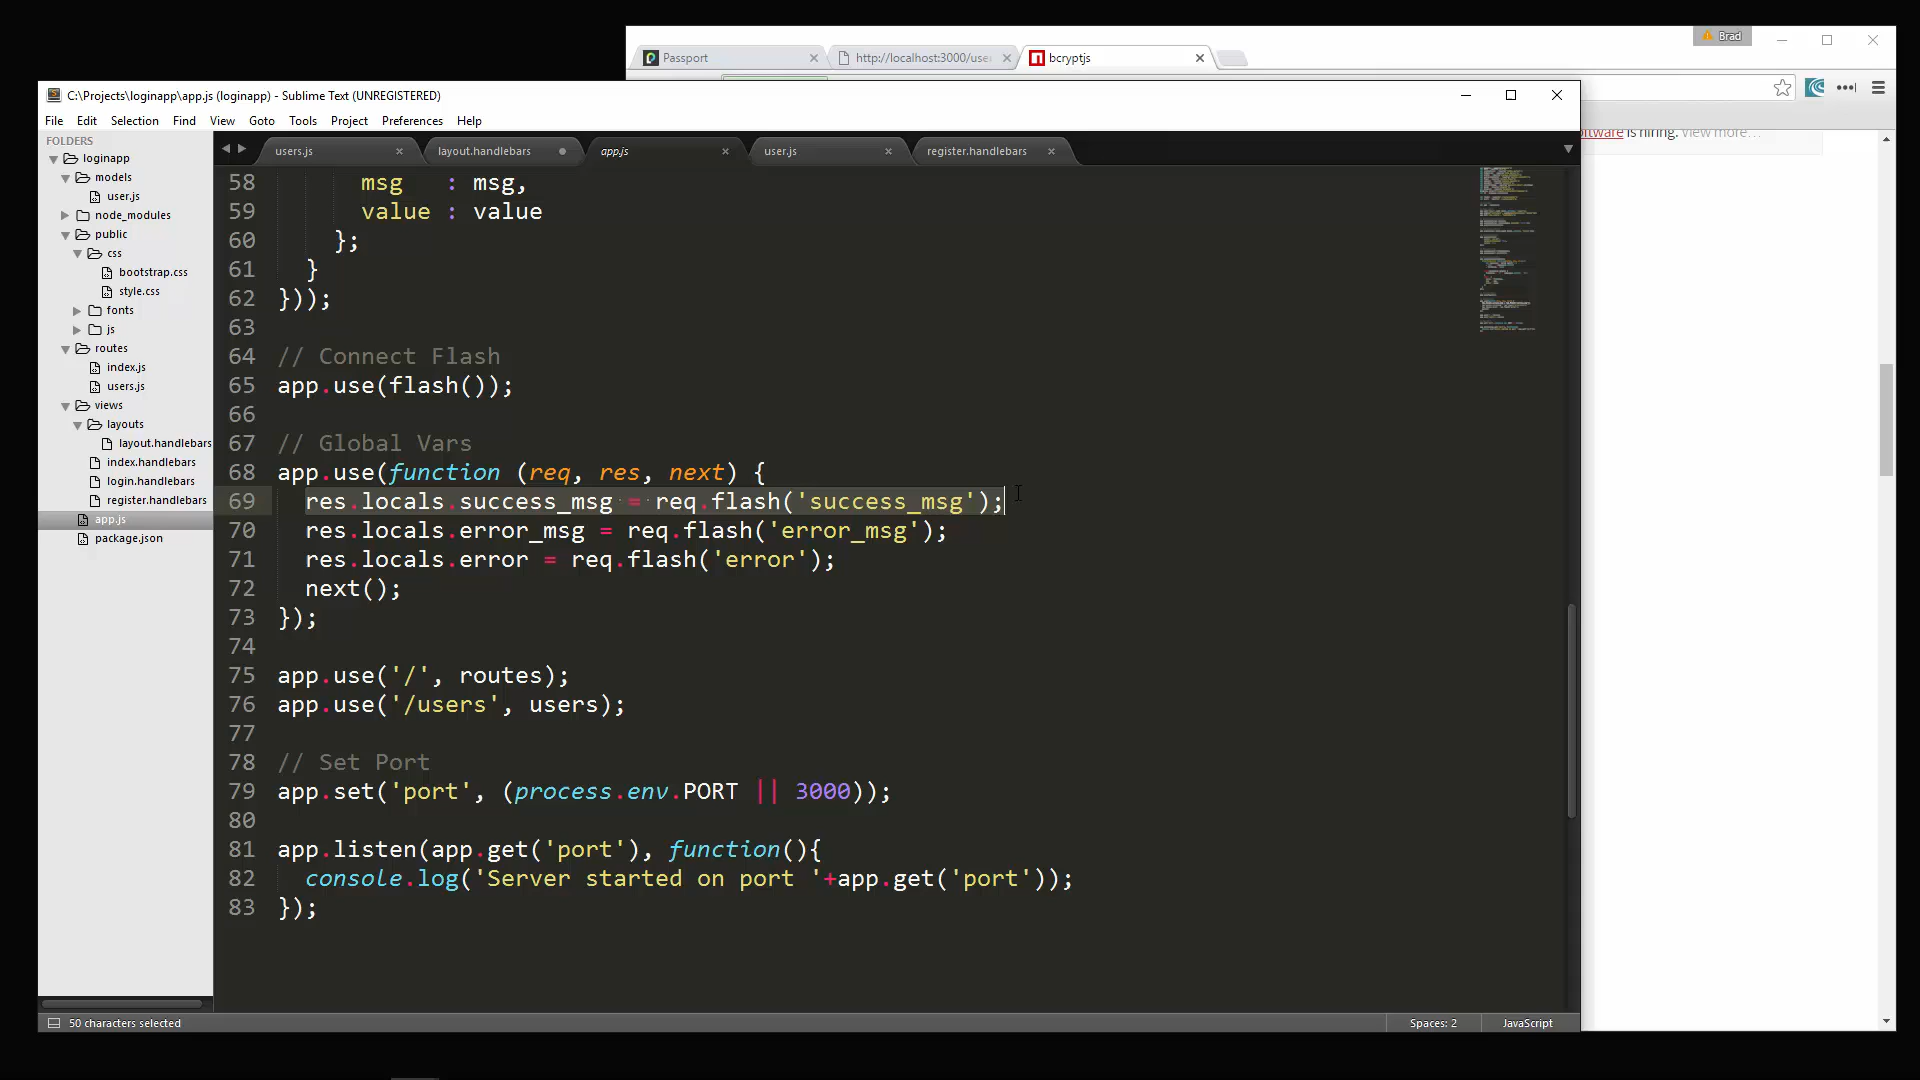 Brad
Passport
http://localhost:3000/use
bcryptjs
C:\Projects\loginapp\app.js (loginapp) - Sublime Text (UNREGISTERED)
File Edit Selection Find View Goto Tools Project Preferences Help
oftware is hiring. View more…
FOLDERS
loginapp
models
user.js
node_modules
public
css
bootstrap.css
style.css
fonts
js
routes
index.js
users.js
views
layouts
layout.handlebars
index.handlebars
login.handlebars
register.handlebars
app.js
package.json
users.js
layout.handlebars
app.js
user.js
register.handlebars
58 msg : msg,
59 value : value
60 };
61 }
62 }));
63
64 // Connect Flash
65 app.use(flash());
66
67 // Global Vars
68 app.use(function (req, res, next) {
69 res.locals.success_msg = req.flash('success_msg');
70 res.locals.error_msg = req.flash('error_msg');
71 res.locals.error = req.flash('error');
72 next();
73 });
74
75 app.use('/', routes);
76 app.use('/users', users);
77
78 // Set Port
79 app.set('port', (process.env.PORT || 3000));
80
81 app.listen(app.get('port'), function(){
82 console.log('Server started on port '+app.get('port'));
83 });
50 characters selected
Spaces: 2
JavaScript